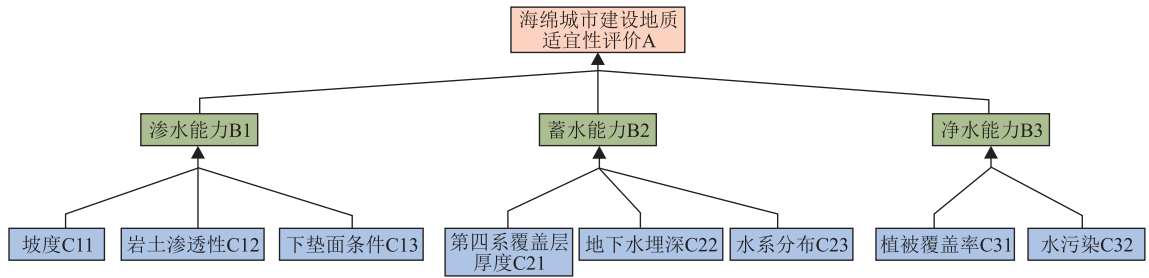 海绵城市建设地质
适宜性评价A
渗水能力B1
蓄水能力B2
净水能力B3
坡度C11
岩土渗透性C12
下垫面条件C13
第四系覆盖层
厚度C21
地下水埋深C22
水系分布C23
植被覆盖率C31
水污染C32